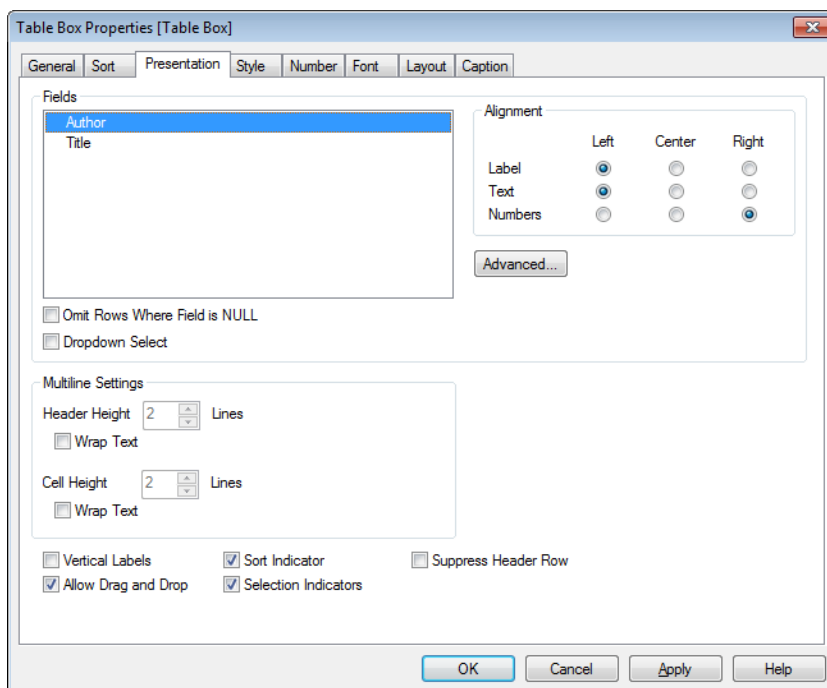 Table Box Properties [Table Box]
General Sort Presentation Style Number Font Layout Caption
Fields
Author
Title
Omit Rows Where Field is NULL
Dropdown Select
Alignment
Left Center Right
Label
Text
Numbers
Advanced...
Multiline Settings
Header Height 2 Lines
Wrap Text
Cell Height 2 Lines
Wrap Text
Vertical Labels Sort Indicator Suppress Header Row
Allow Drag and Drop Selection Indicators
OK Cancel Apply Help